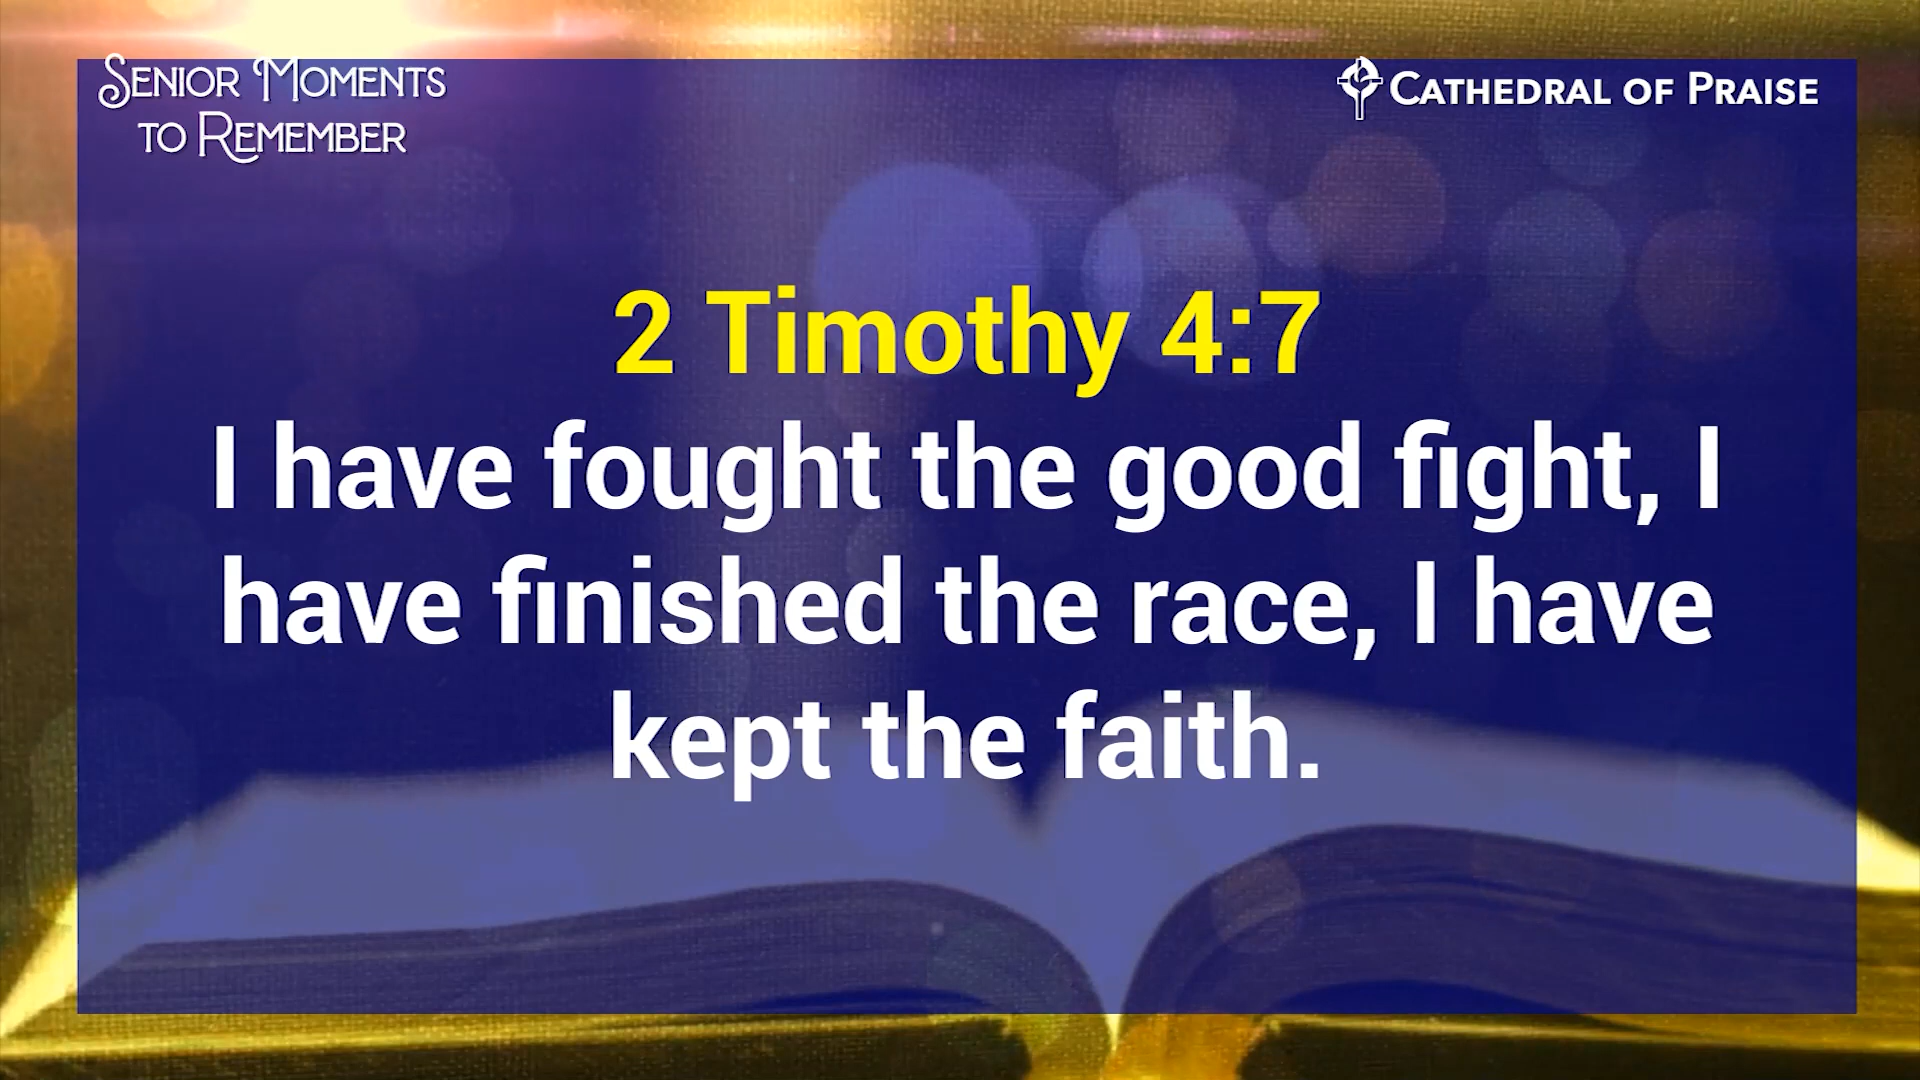 Senior Moments
to Remember
Cathedral of Praise
2 Timothy 4:7
I have fought the good fight, I
have finished the race, I have
kept the faith.